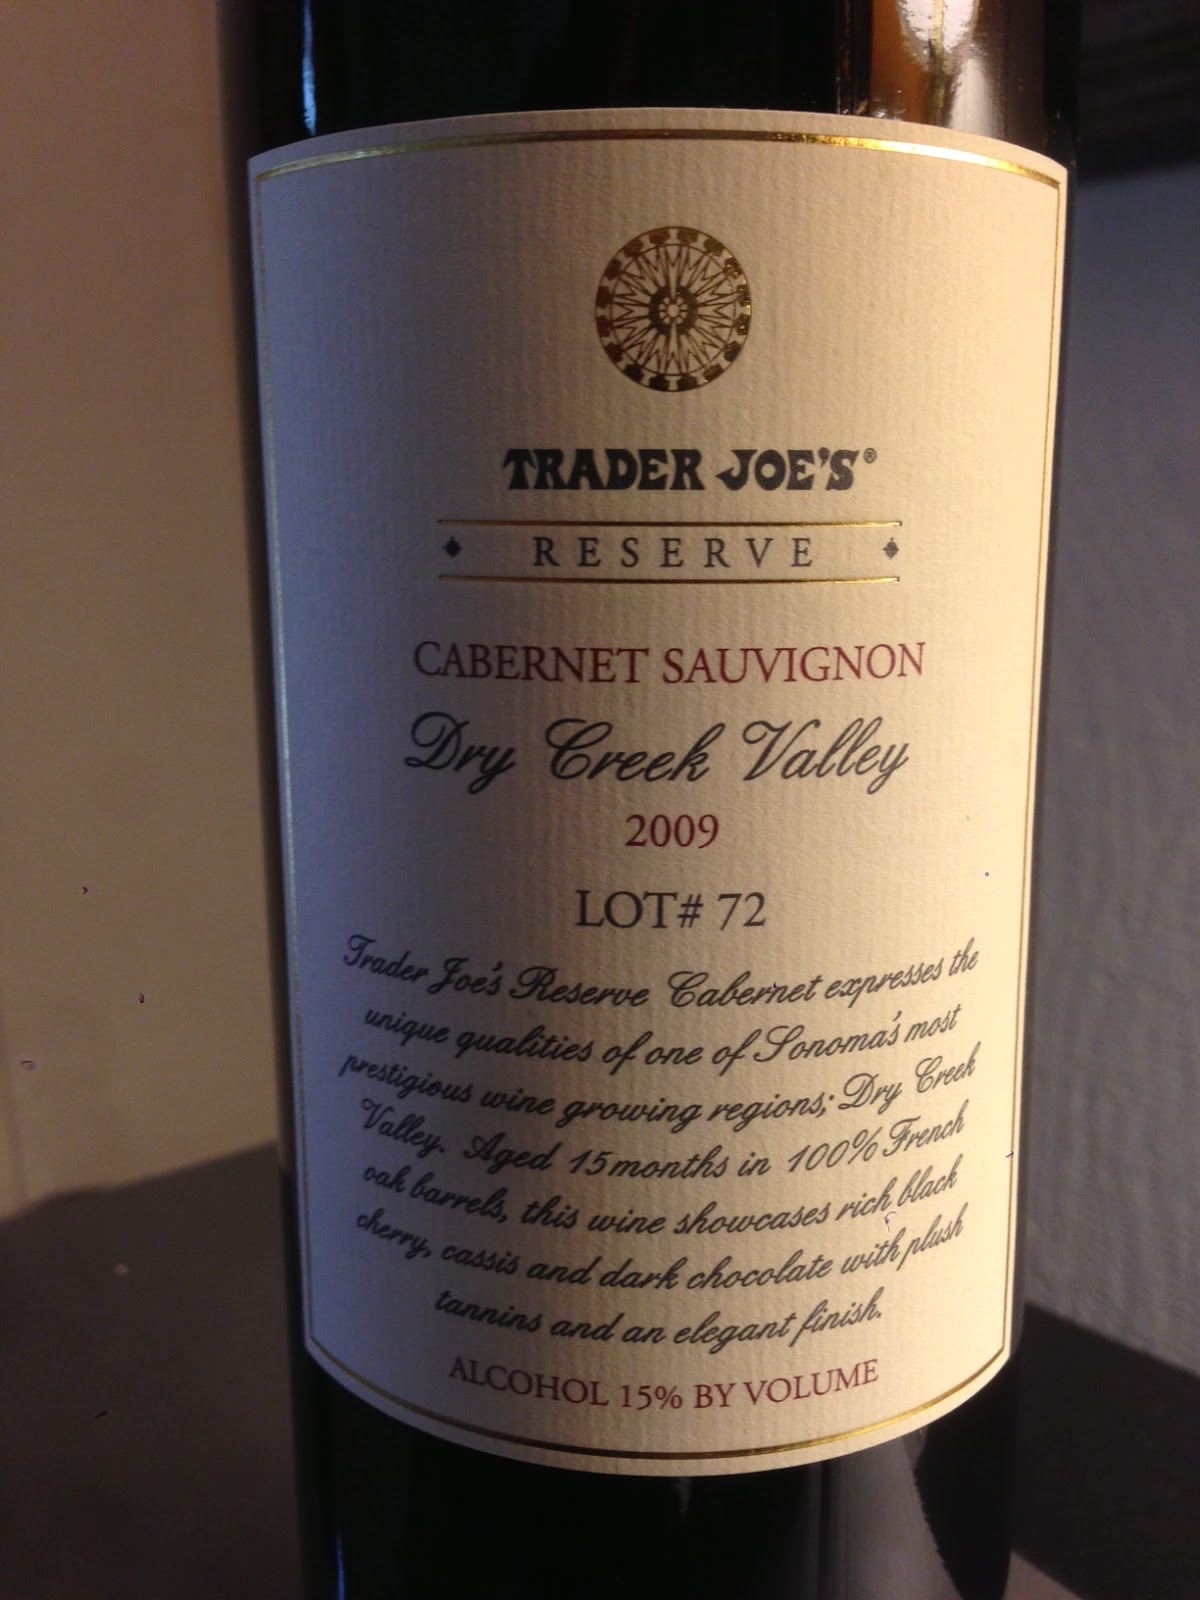 TRADER JOE'S®
RESERVE
CABERNET SAUVIGNON
Dry Creek Valley
2009
LOT# 72
Trader Joe's Reserve Cabernet expresses the
unique qualities of one of Sonoma's most
prestigious wine growing regions; Dry Creek
Valley. Aged 15 months in 100% French
oak barrels, this wine showcases rich black
cherry, cassis and dark chocolate with plush
tannins and an elegant finish.
ALCOHOL 15% BY VOLUME